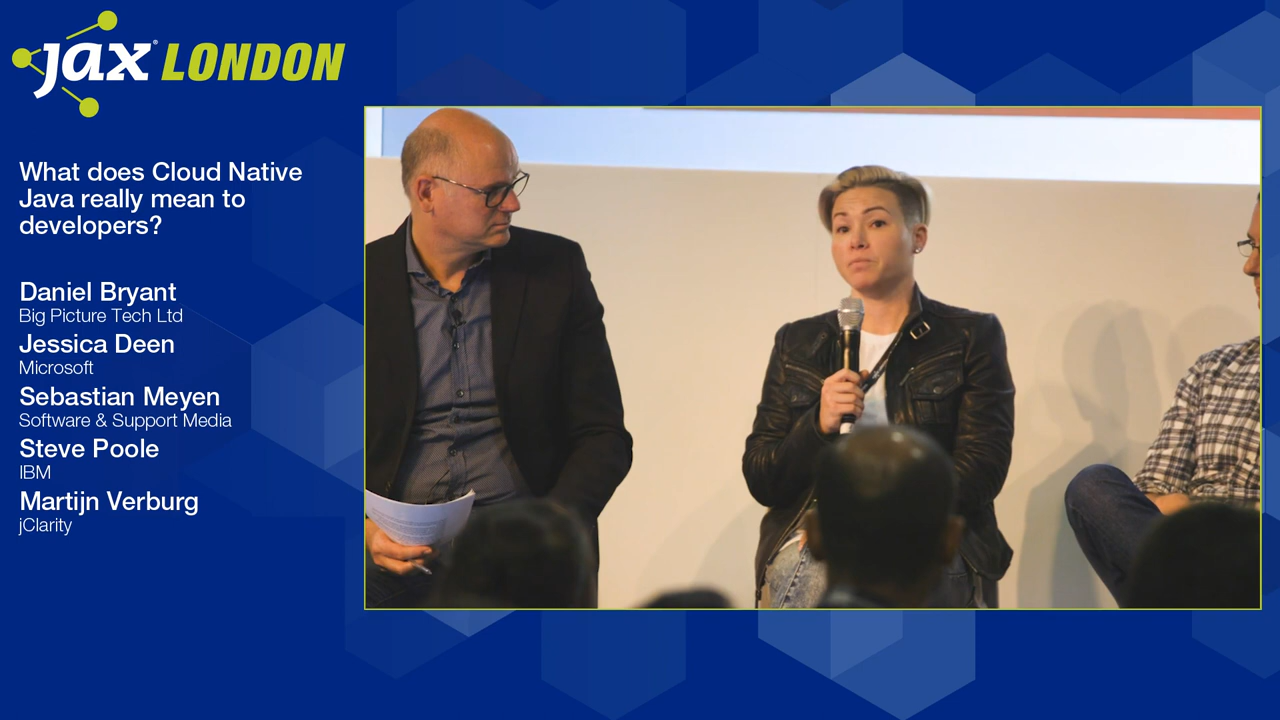 jax® LONDON
What does Cloud Native
Java really mean to
developers?
Daniel Bryant
Big Picture Tech Ltd
Jessica Deen
Microsoft
Sebastian Meyen
Software & Support Media
Steve Poole
IBM
Martijn Verburg
jClarity